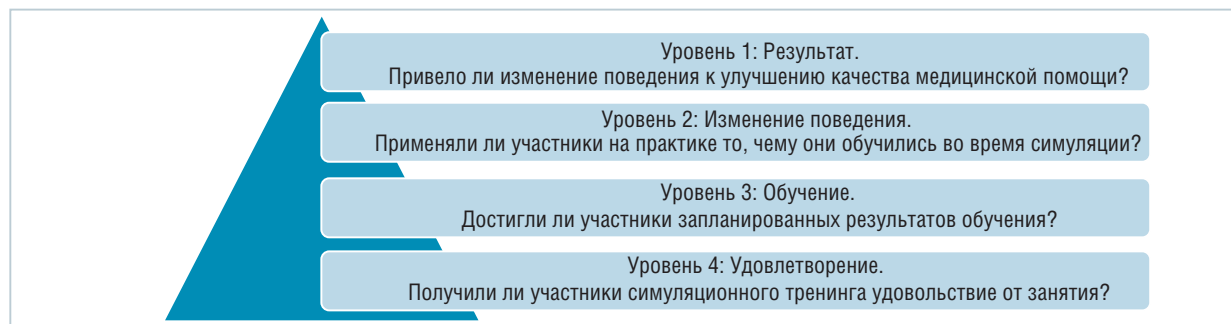 Уровень 1: Результат.
Привело ли изменение поведения к улучшению качества медицинской помощи?
Уровень 2: Изменение поведения.
Применяли ли участники на практике то, чему они обучились во время симуляции?
Уровень 3: Обучение.
Достигли ли участники запланированных результатов обучения?
Уровень 4: Удовлетворение.
Получили ли участники симуляционного тренинга удовольствие от занятия?